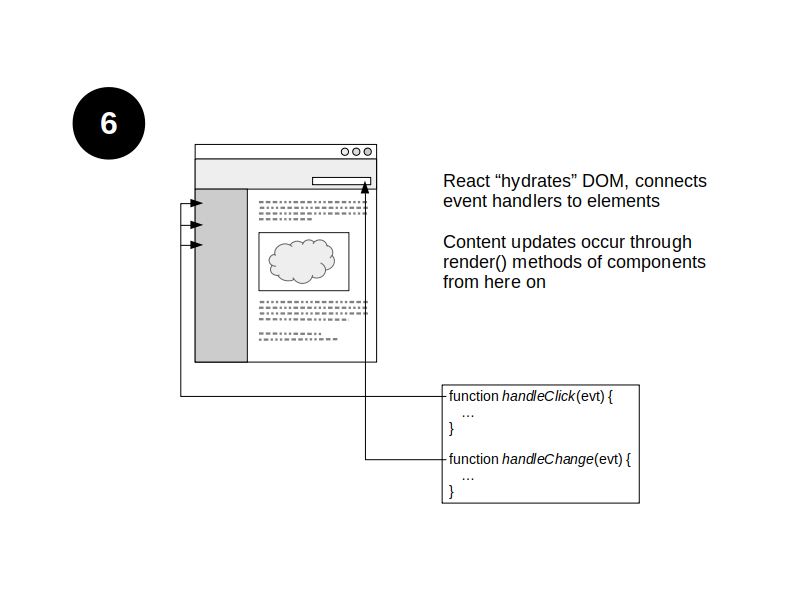 6
React “hydrates” DOM, connects
event handlers to elements
Content updates occur through
render() methods of components
from here on
function handleClick(evt) {
...
}
function handleChange(evt) {
...
}